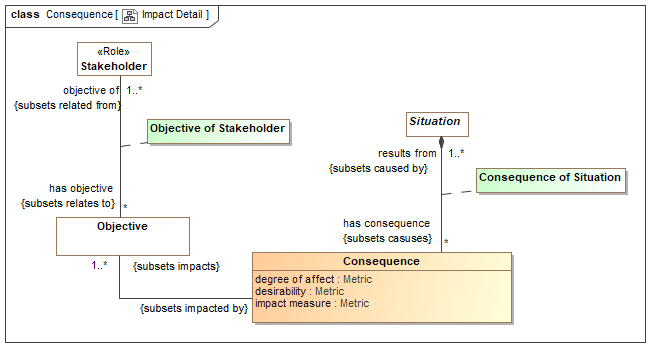 class Consequence [ Impact Detail ]
«Role»
Stakeholder
objective of 1..*
{subsets related from}
Objective of Stakeholder
Situation
results from 1..*
{subsets caused by}
Consequence of Situation
has objective
{subsets relates to} *
Objective
has consequence
{subsets casuses} *
1..* {subsets impacts}
{subsets impacted by}
Consequence
degree of affect : Metric
desirability : Metric
impact measure : Metric